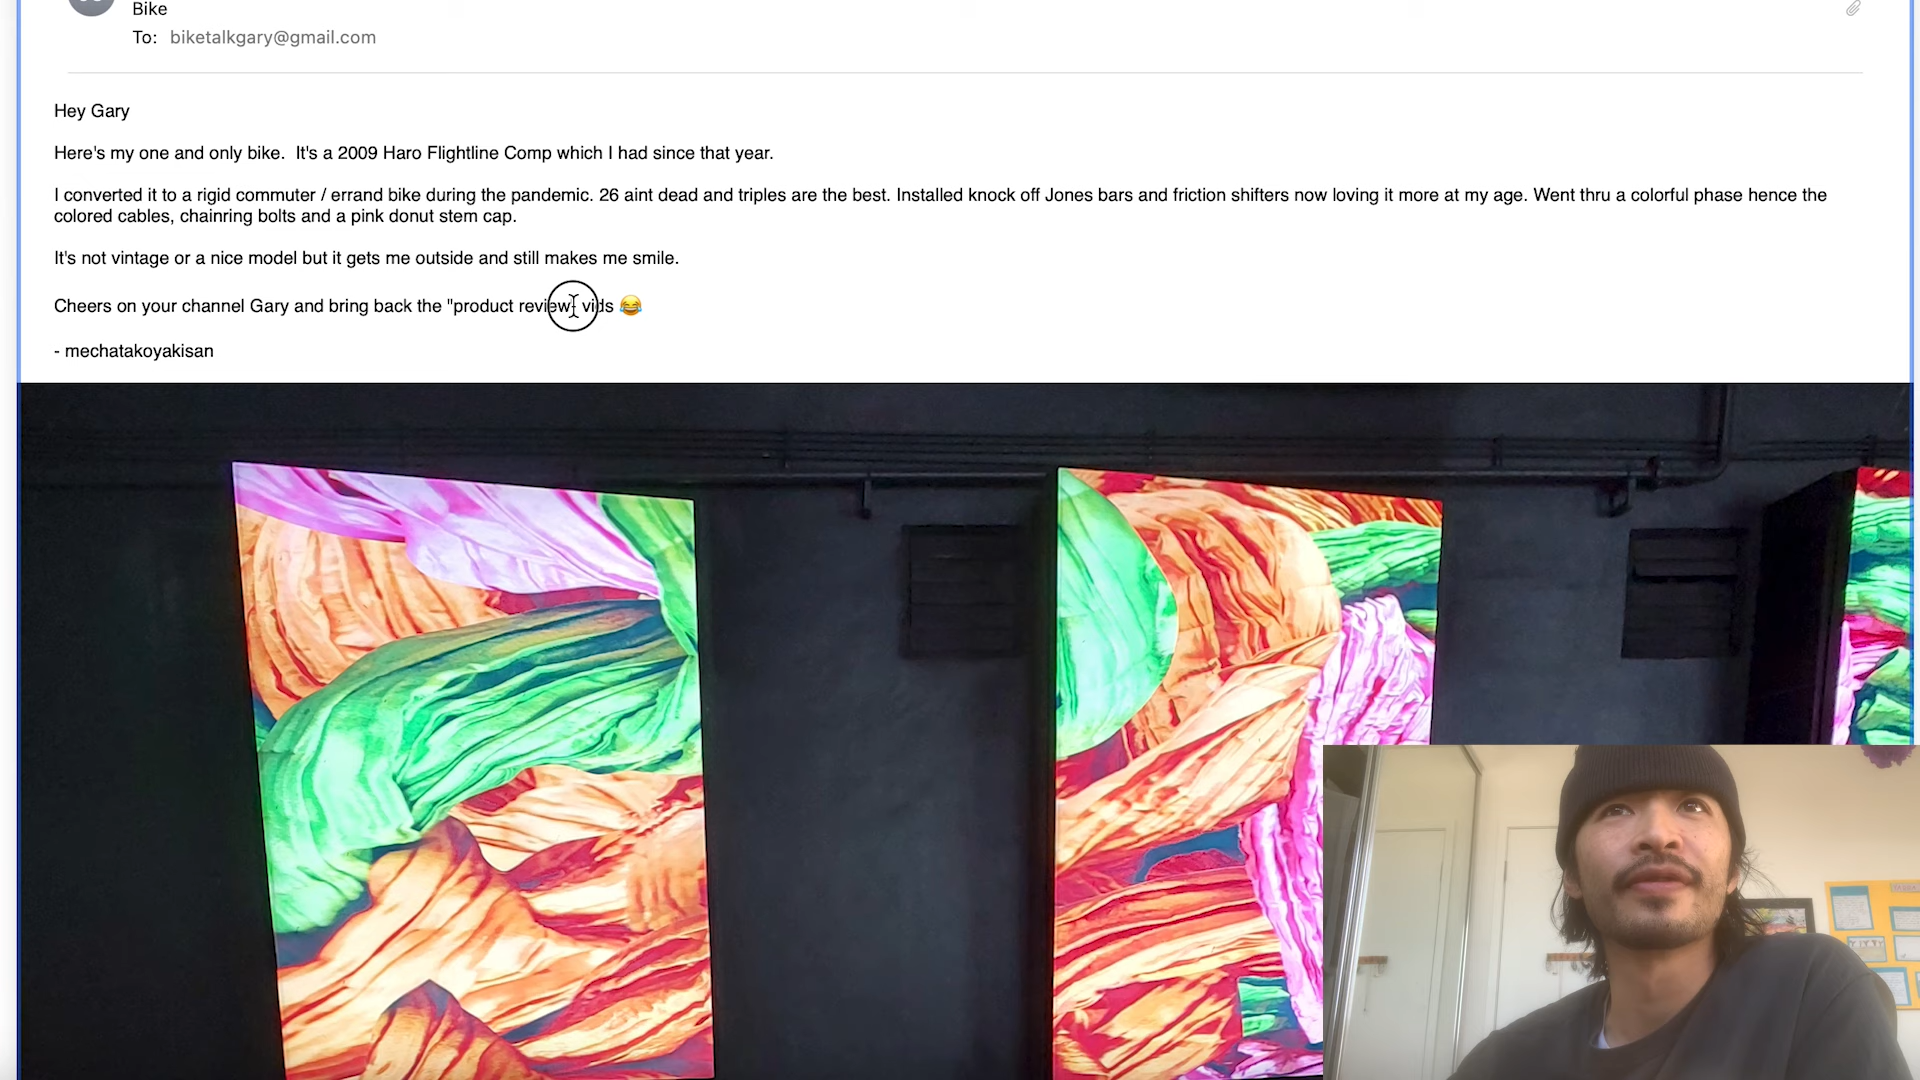 Bike
To: biketalkgary@gmail.com
Hey Gary
Here's my one and only bike. It's a 2009 Haro Flightline Comp which I had since that year.
I converted it to a rigid commuter / errand bike during the pandemic. 26 aint dead and triples are the best. Installed knock off Jones bars and friction shifters now loving it more at my age. Went thru a colorful phase hence the
colored cables, chainring bolts and a pink donut stem cap.
It's not vintage or a nice model but it gets me outside and still makes me smile.
Cheers on your channel Gary and bring back the "product review" vids 😂
- mechatakoyakisan